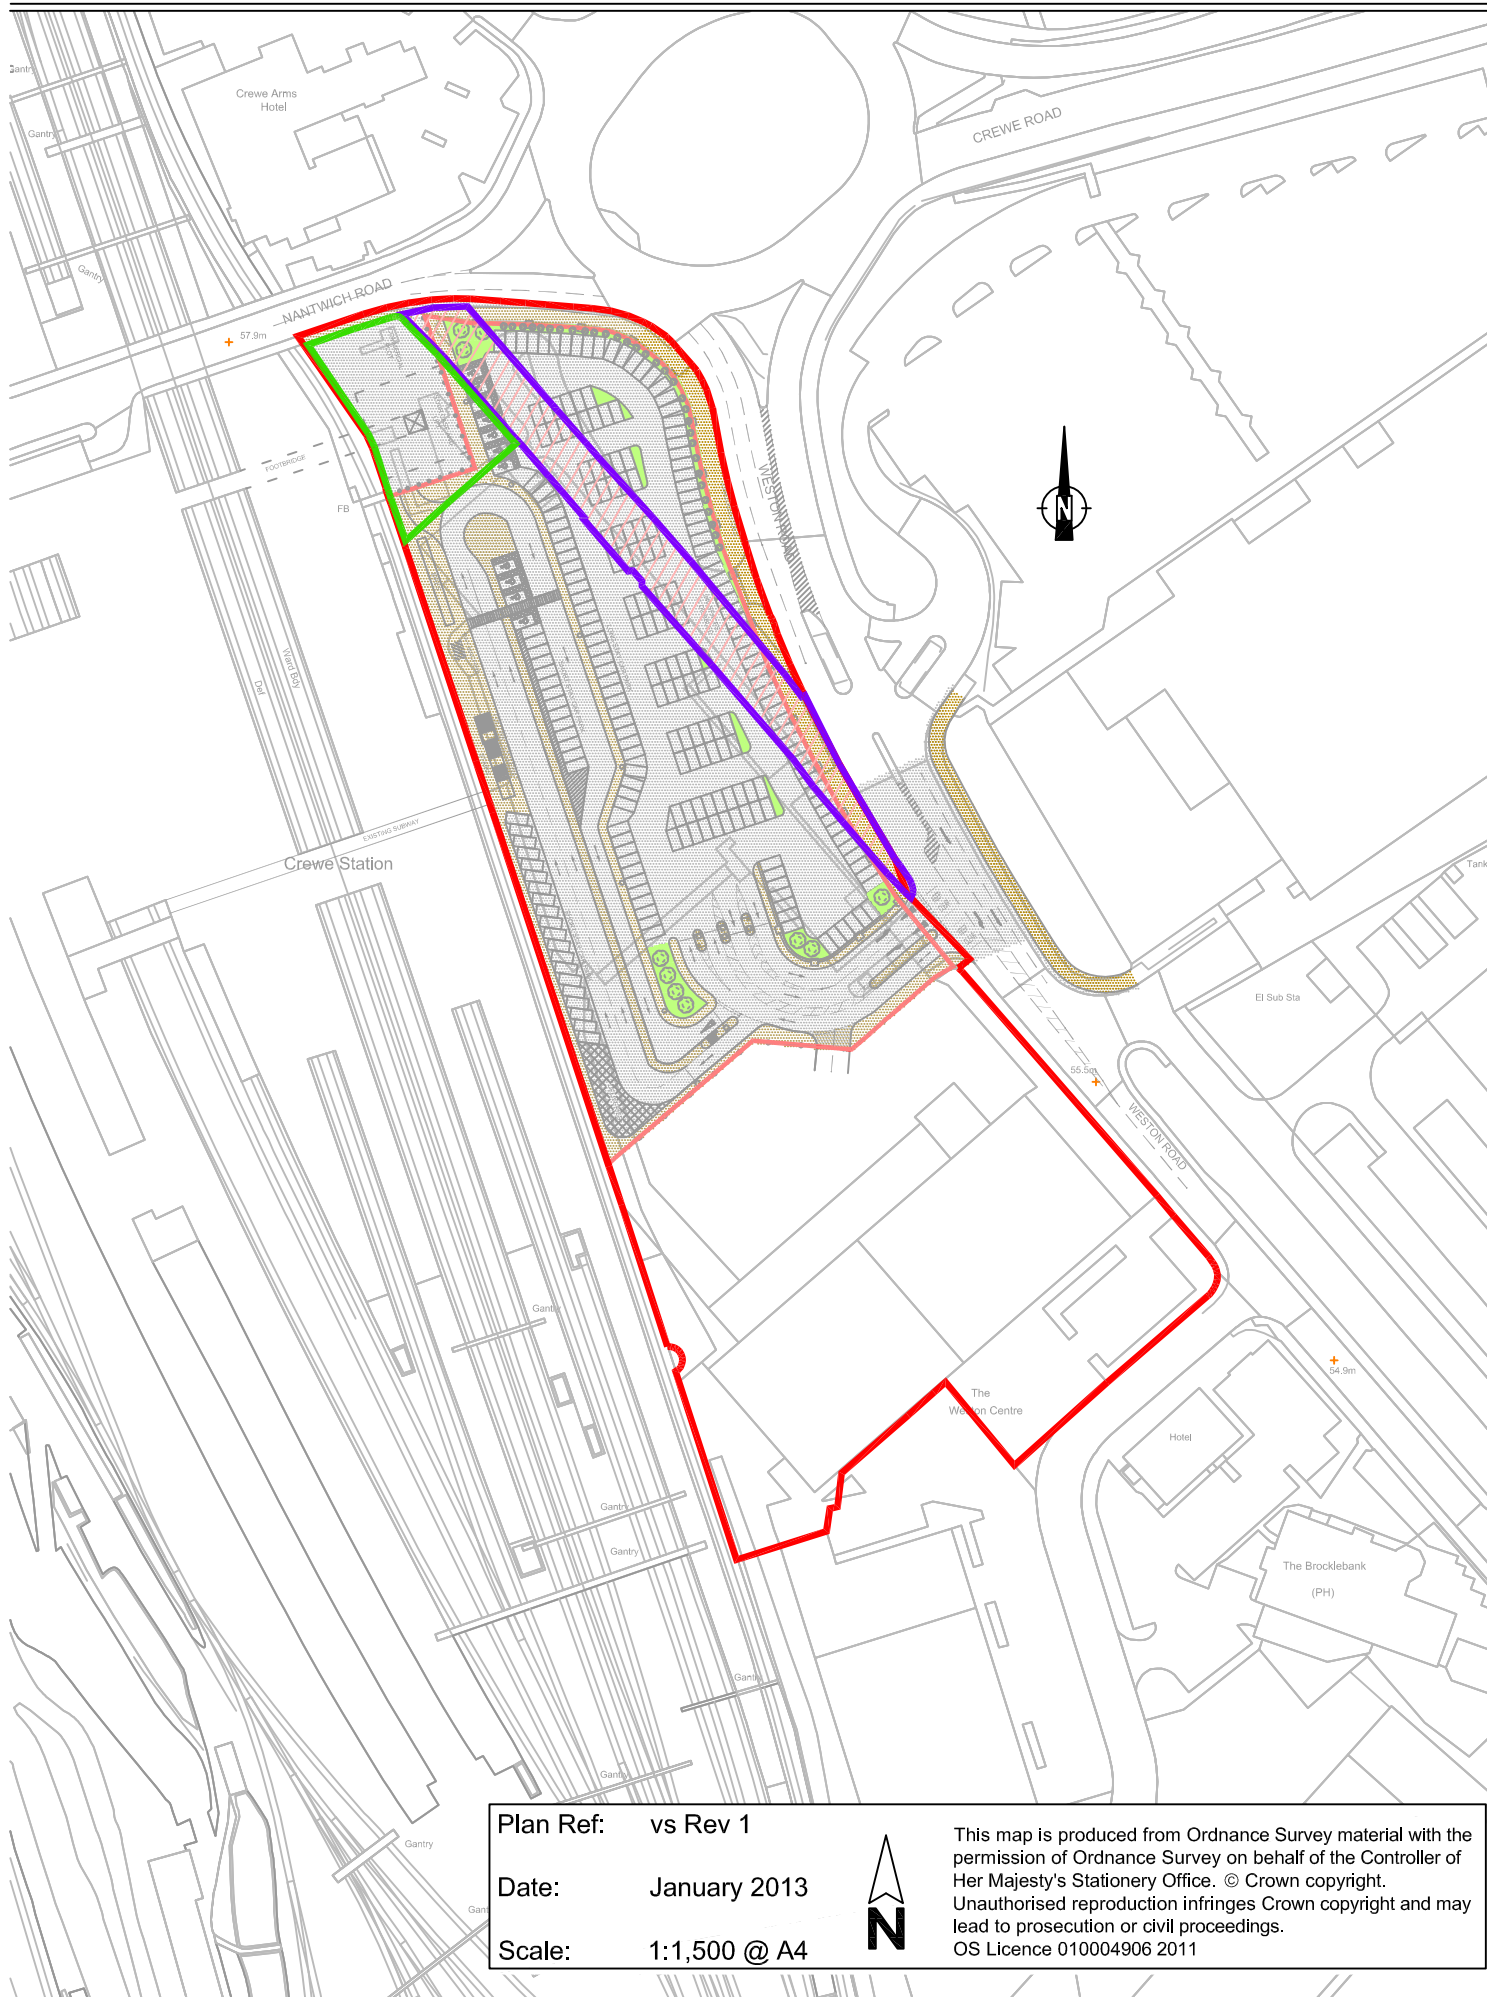 Gantry
Crewe Arms
Hotel
Gantry
CREWE ROAD
Gantry
Gantry
NANTWICH ROAD
57.9m
FOOTBRIDGE
FB
WESTON ROAD
N
Ward Bdy
Def
EXISTING SUBWAY
Crewe Station
Tank
El Sub Sta
55.5m
WESTON ROAD
Gantry
54.9m
The
Weston Centre
Hotel
Gantry
Gantry
The Brocklebank
(PH)
Gantry
Gantry
Gantry
Gant
Plan Ref: vs Rev 1
Date: January 2013
Scale: 1:1,500 @ A4
N
This map is produced from Ordnance Survey material with the
permission of Ordnance Survey on behalf of the Controller of
Her Majesty's Stationery Office. © Crown copyright.
Unauthorised reproduction infringes Crown copyright and may
lead to prosecution or civil proceedings.
OS Licence 010004906 2011